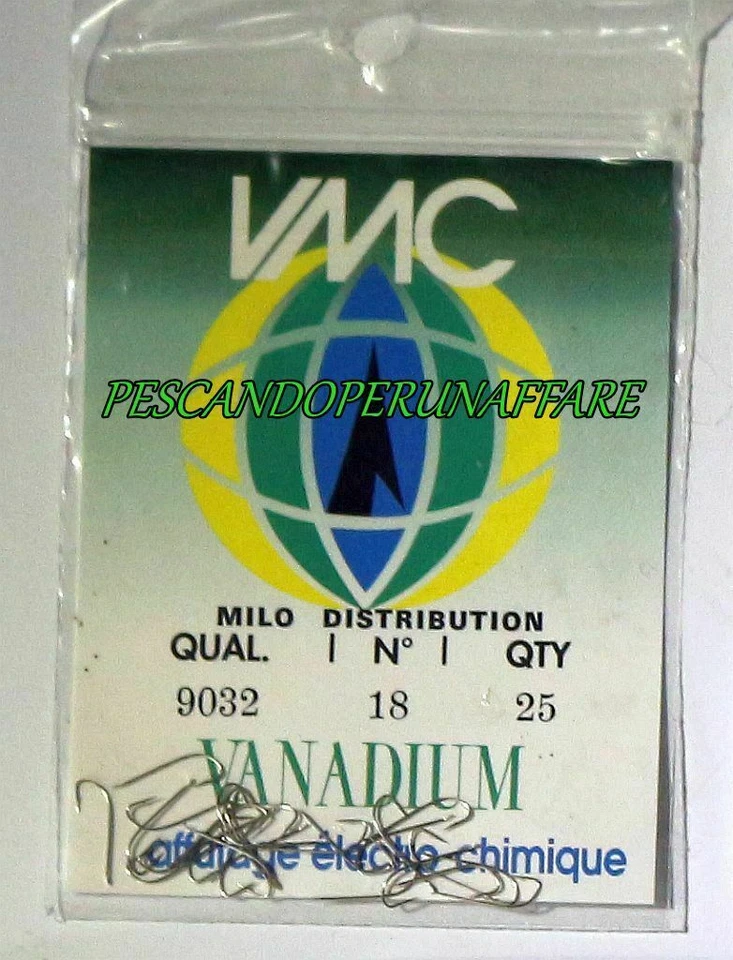 VMC
PESCANDOPERUNAFFARE
MILO DISTRIBUTION
QUAL. | N° | QTY
9032 18 25
VANADIUM
affutage électro chimique